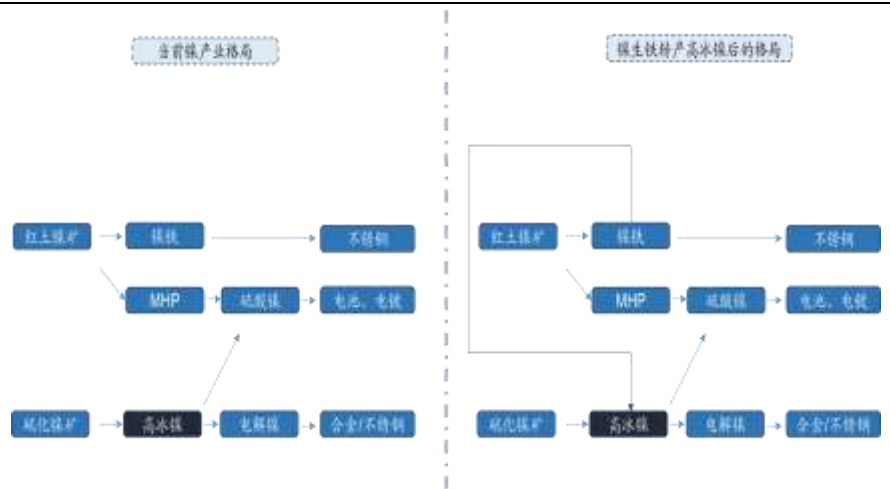 当前镍产业格局
红土镍矿
镍铁
不锈钢
MHP
硫酸镍
电池、电镀
硫化镍矿
高冰镍
电解镍
合金/不锈钢
镍生铁转产高冰镍后的格局
红土镍矿
镍铁
不锈钢
MHP
硫酸镍
电池、电镀
硫化镍矿
高冰镍
电解镍
合金/不锈钢